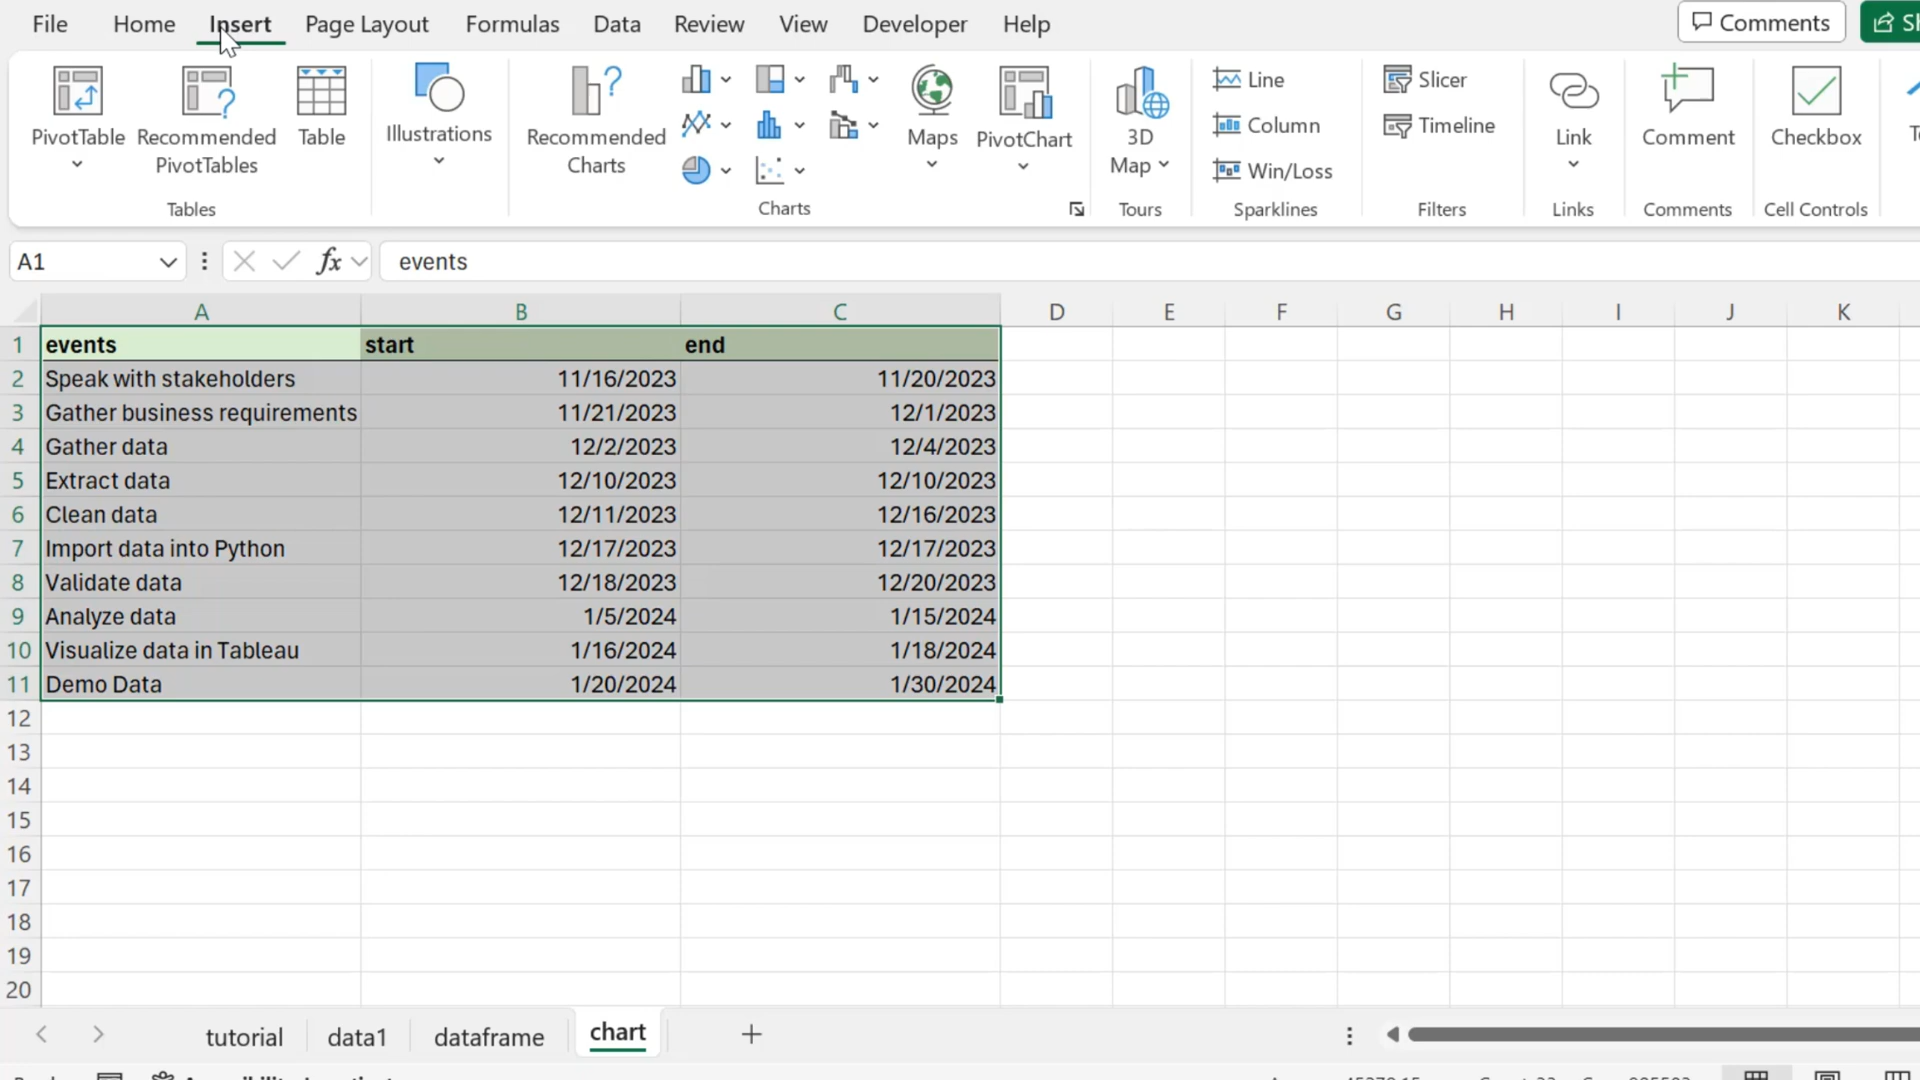 File Home Insert Page Layout Formulas Data Review View Developer Help Comments
PivotTable Recommended PivotTables Table Illustrations Recommended Charts Maps PivotChart 3D Map Line Column Win/Loss Slicer Timeline Link Comment Checkbox
Tables Charts Tours Sparklines Filters Links Comments Cell Controls
A1 fx events
A B C D E F G H I J K
1 events start end
2 Speak with stakeholders 11/16/2023 11/20/2023
3 Gather business requirements 11/21/2023 12/1/2023
4 Gather data 12/2/2023 12/4/2023
5 Extract data 12/10/2023 12/10/2023
6 Clean data 12/11/2023 12/16/2023
7 Import data into Python 12/17/2023 12/17/2023
8 Validate data 12/18/2023 12/20/2023
9 Analyze data 1/5/2024 1/15/2024
10 Visualize data in Tableau 1/16/2024 1/18/2024
11 Demo Data 1/20/2024 1/30/2024
12
13
14
15
16
17
18
19
20
tutorial data1 dataframe chart